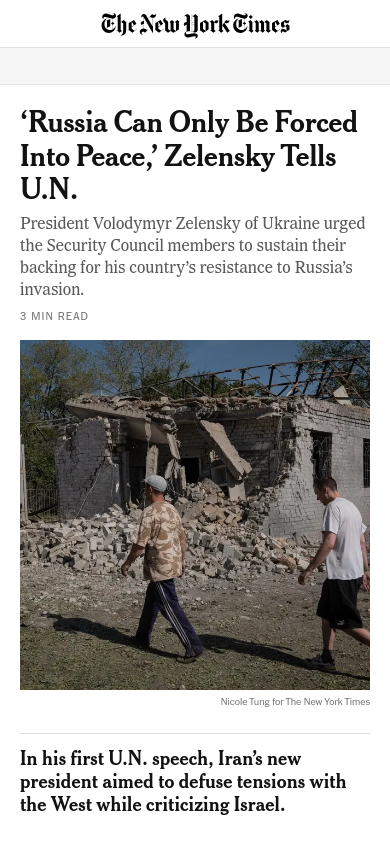 The New York Times
‘Russia Can Only Be Forced
Into Peace,’ Zelensky Tells
U.N.
President Volodymyr Zelensky of Ukraine urged
the Security Council members to sustain their
backing for his country’s resistance to Russia’s
invasion.
3 MIN READ
Nicole Tung for The New York Times
In his first U.N. speech, Iran’s new
president aimed to defuse tensions with
the West while criticizing Israel.